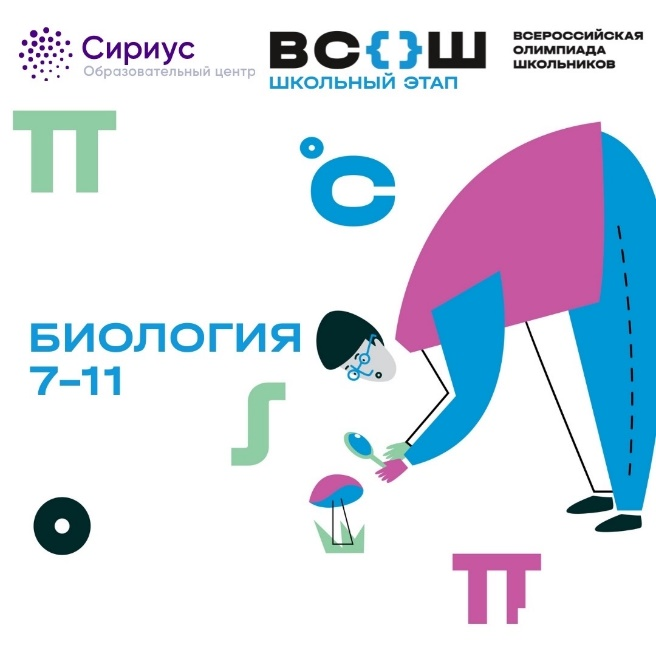 Сириус
Образовательный центр
ВС{}Ш
ШКОЛЬНЫЙ ЭТАП
ВСЕРОССИЙСКАЯ
ОЛИМПИАДА
ШКОЛЬНИКОВ
π
°C
БИОЛОГИЯ
7–11